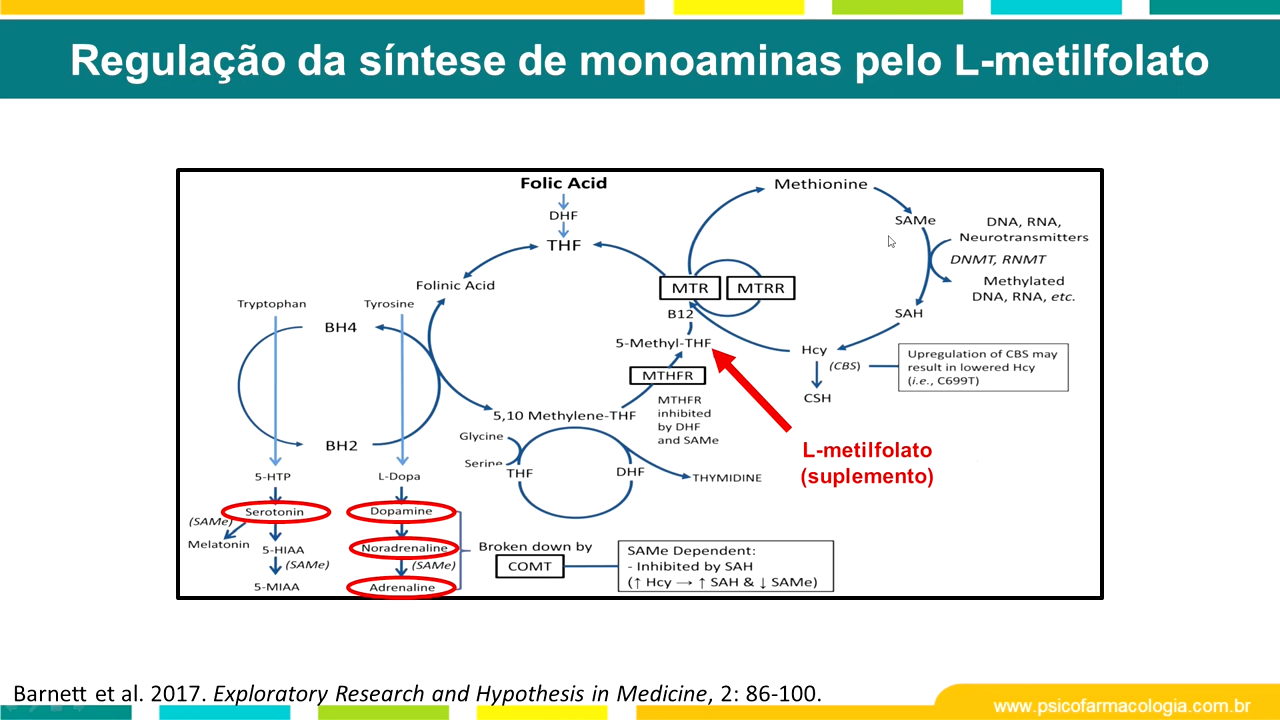 Regulação da síntese de monoaminas pelo L-metilfolato
Folic Acid
DHF
THF
Folinic Acid
Tryptophan
Tyrosine
BH4
BH2
5-HTP
L-Dopa
Serotonin
(SAMe)
Melatonin
5-HIAA
(SAMe)
5-MIAA
Dopamine
Noradrenaline
(SAMe)
Adrenaline
Broken down by
COMT
SAMe Dependent:
- Inhibited by SAH
(↑ Hcy → ↑ SAH & ↓ SAMe)
Methionine
SAMe
DNA, RNA,
Neurotransmitters
DNMT, RNMT
Methylated
DNA, RNA, etc.
SAH
MTR
MTRR
B12
5-Methyl-THF
MTHFR
MTHFR
inhibited
by DHF
and SAMe
Hcy
(CBS)
CSH
Upregulation of CBS may
result in lowered Hcy
(i.e., C699T)
5,10 Methylene-THF
Glycine
Serine
THF
DHF
THYMIDINE
L-metilfolato
(suplemento)
Barnett et al. 2017. Exploratory Research and Hypothesis in Medicine, 2: 86-100.
www.psicofarmacologia.com.br